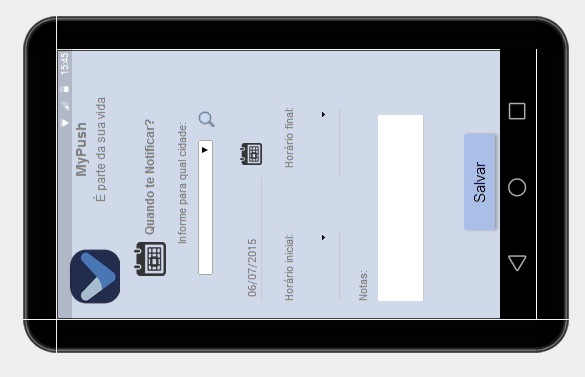 15:45
MyPush
É parte da sua vida
Quando te Notificar?
Informe para qual cidade:
06/07/2015
Horário inicial:
Horário final:
Notas:
Salvar